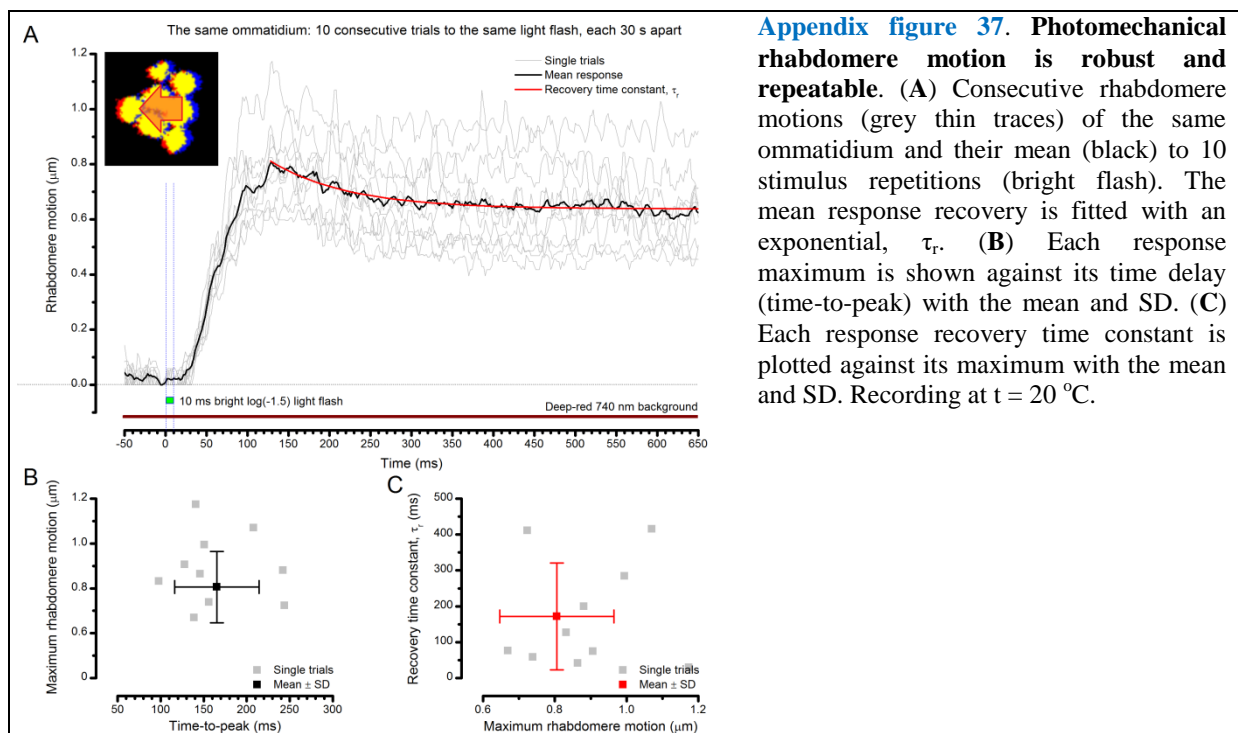 A
The same ommatidium: 10 consecutive trials to the same light flash, each 30 s apart
1.2
1.0
0.8
0.6
0.4
0.2
0.0
Rhabdomere motion (μm)
Single trials
Mean response
Recovery time constant, τr
10 ms bright log(-1.5) light flash
Deep-red 740 nm background
-50 0 50 100 150 200 250 300 350 400 450 500 550 600 650
Time (ms)
B
1.2
1.0
0.8
0.6
0
Maximum rhabdomere motion (μm)
Single trials
Mean ± SD
50 100 150 200 250 300
Time-to-peak (ms)
C
500
400
300
200
100
0
Recovery time constant, τr (ms)
Single trials
Mean ± SD
0.6 0.8 1.0 1.2
Maximum rhabdomere motion (μm)
Appendix figure 37. Photomechanical
rhabdomere motion is robust and
repeatable. (A) Consecutive rhabdomere
motions (grey thin traces) of the same
ommatidium and their mean (black) to 10
stimulus repetitions (bright flash). The
mean response recovery is fitted with an
exponential, τr. (B) Each response
maximum is shown against its time delay
(time-to-peak) with the mean and SD. (C)
Each response recovery time constant is
plotted against its maximum with the mean
and SD. Recording at t = 20 °C.